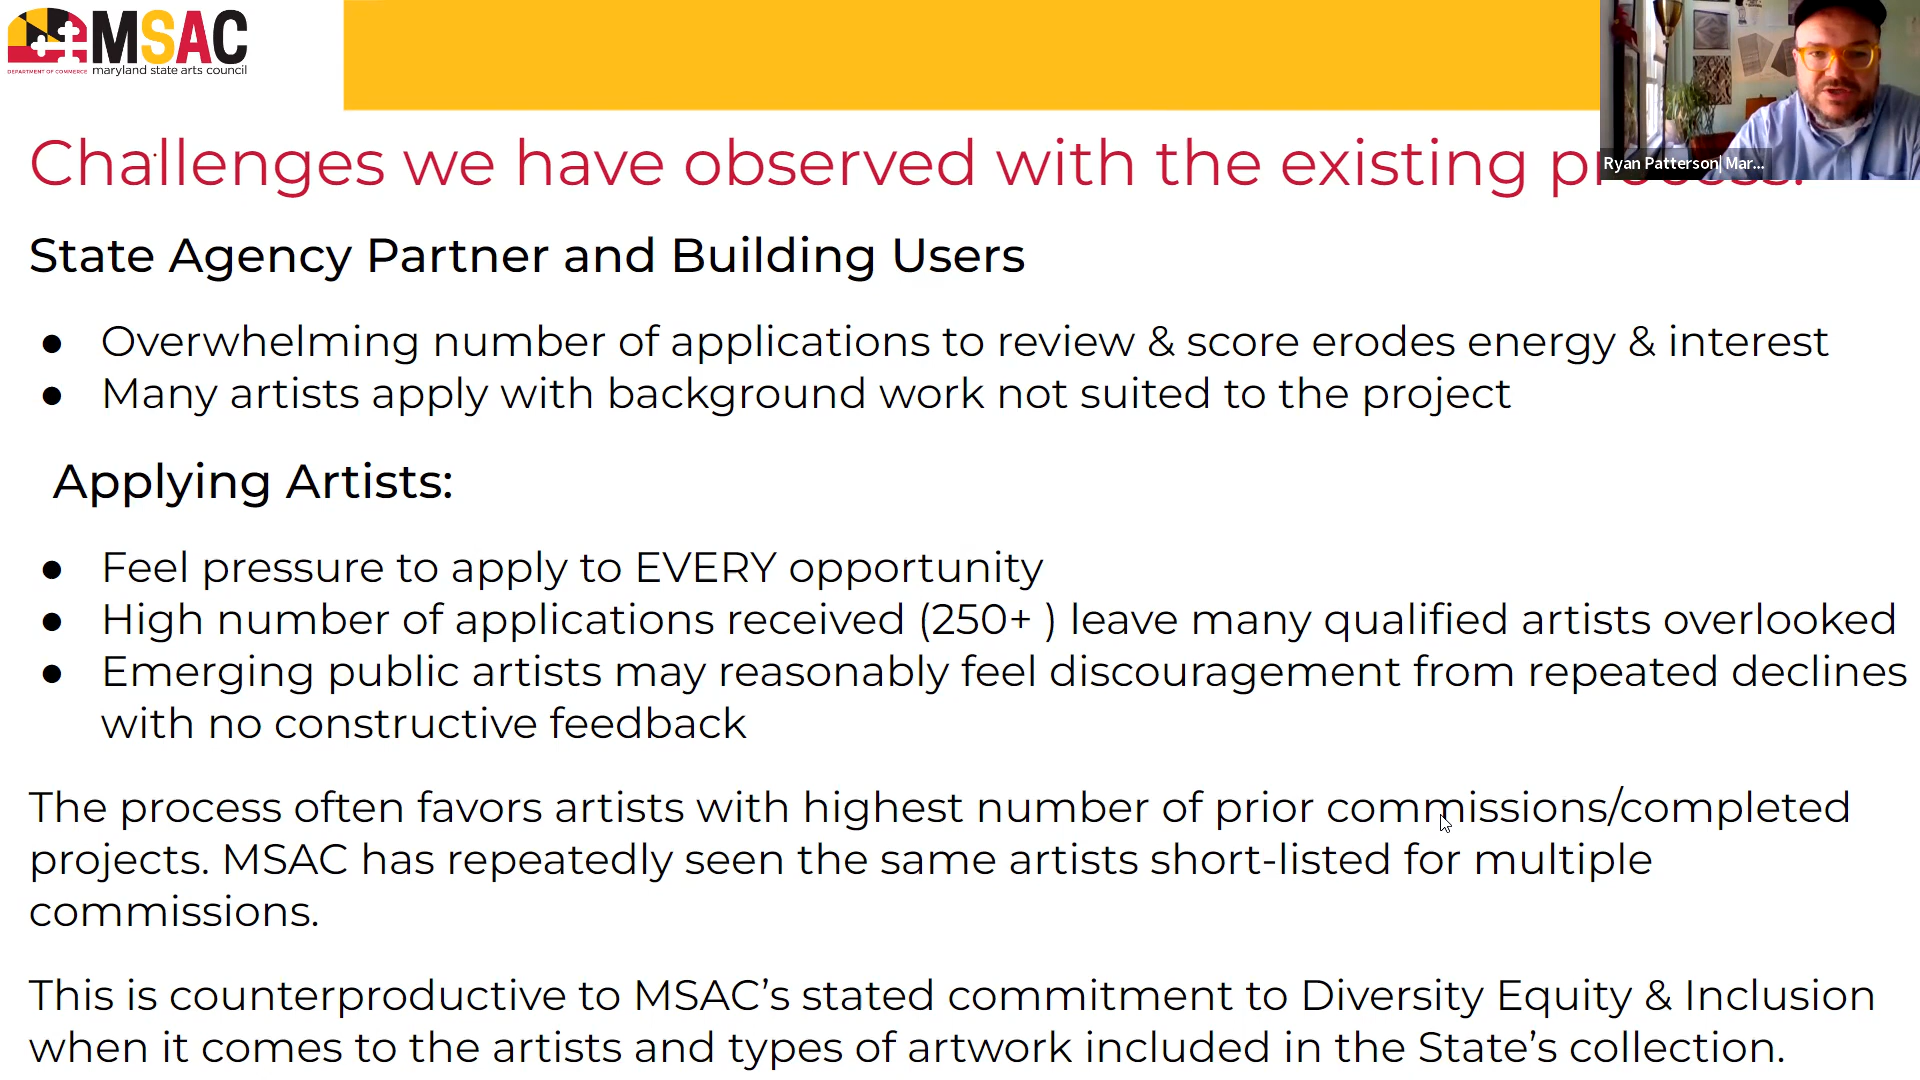 MSAC
DEPARTMENT OF COMMERCE maryland state arts council
Ryan Patterson| Mar...
Challenges we have observed with the existing process:
State Agency Partner and Building Users
● Overwhelming number of applications to review & score erodes energy & interest
● Many artists apply with background work not suited to the project
Applying Artists:
● Feel pressure to apply to EVERY opportunity
● High number of applications received (250+ ) leave many qualified artists overlooked
● Emerging public artists may reasonably feel discouragement from repeated declines
with no constructive feedback
The process often favors artists with highest number of prior commissions/completed
projects. MSAC has repeatedly seen the same artists short-listed for multiple
commissions.
This is counterproductive to MSAC’s stated commitment to Diversity Equity & Inclusion
when it comes to the artists and types of artwork included in the State’s collection.